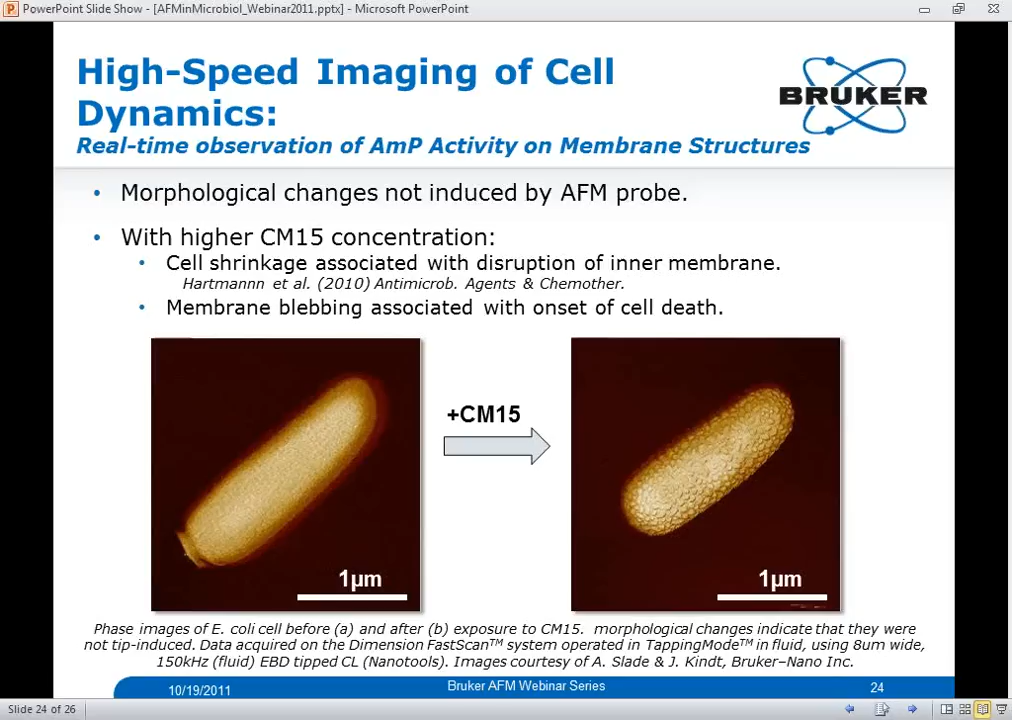 PowerPoint Slide Show - [AFMinMicrobiol_Webinar2011.pptx] - Microsoft PowerPoint
High-Speed Imaging of Cell
Dynamics:
Real-time observation of AmP Activity on Membrane Structures
BRUKER
• Morphological changes not induced by AFM probe.
• With higher CM15 concentration:
• Cell shrinkage associated with disruption of inner membrane.
Hartmannn et al. (2010) Antimicrob. Agents & Chemother.
• Membrane blebbing associated with onset of cell death.
+CM15
1µm
1µm
Phase images of E. coli cell before (a) and after (b) exposure to CM15. morphological changes indicate that they were
not tip-induced. Data acquired on the Dimension FastScan™ system operated in TappingMode™ in fluid, using 8um wide,
150kHz (fluid) EBD tipped CL (Nanotools). Images courtesy of A. Slade & J. Kindt, Bruker–Nano Inc.
10/19/2011
Bruker AFM Webinar Series
24
Slide 24 of 26